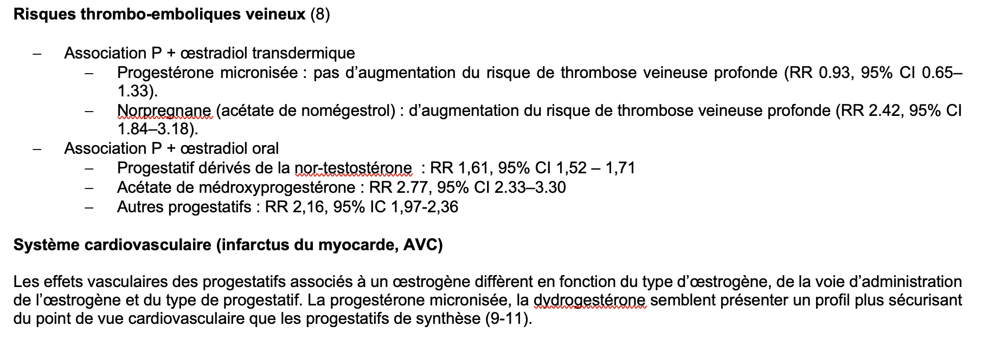 Risques thrombo-emboliques veineux (8)
– Association P + œstradiol transdermique
– Progestérone micronisée : pas d’augmentation du risque de thrombose veineuse profonde (RR 0.93, 95% CI 0.65–
1.33).
– Norpregnane (acétate de nomégestrol) : d’augmentation du risque de thrombose veineuse profonde (RR 2.42, 95% CI
1.84–3.18).
– Association P + œstradiol oral
– Progestatif dérivés de la nor-testostérone  : RR 1,61, 95% CI 1,52 – 1,71
– Acétate de médroxyprogestérone : RR 2.77, 95% CI 2.33–3.30
– Autres progestatifs : RR 2,16, 95% IC 1,97-2,36
Système cardiovasculaire (infarctus du myocarde, AVC)
Les effets vasculaires des progestatifs associés à un œstrogène diffèrent en fonction du type d’œstrogène, de la voie d’administration
de l’œstrogène et du type de progestatif. La progestérone micronisée, la dydrogestérone semblent présenter un profil plus sécurisant
du point de vue cardiovasculaire que les progestatifs de synthèse (9-11).